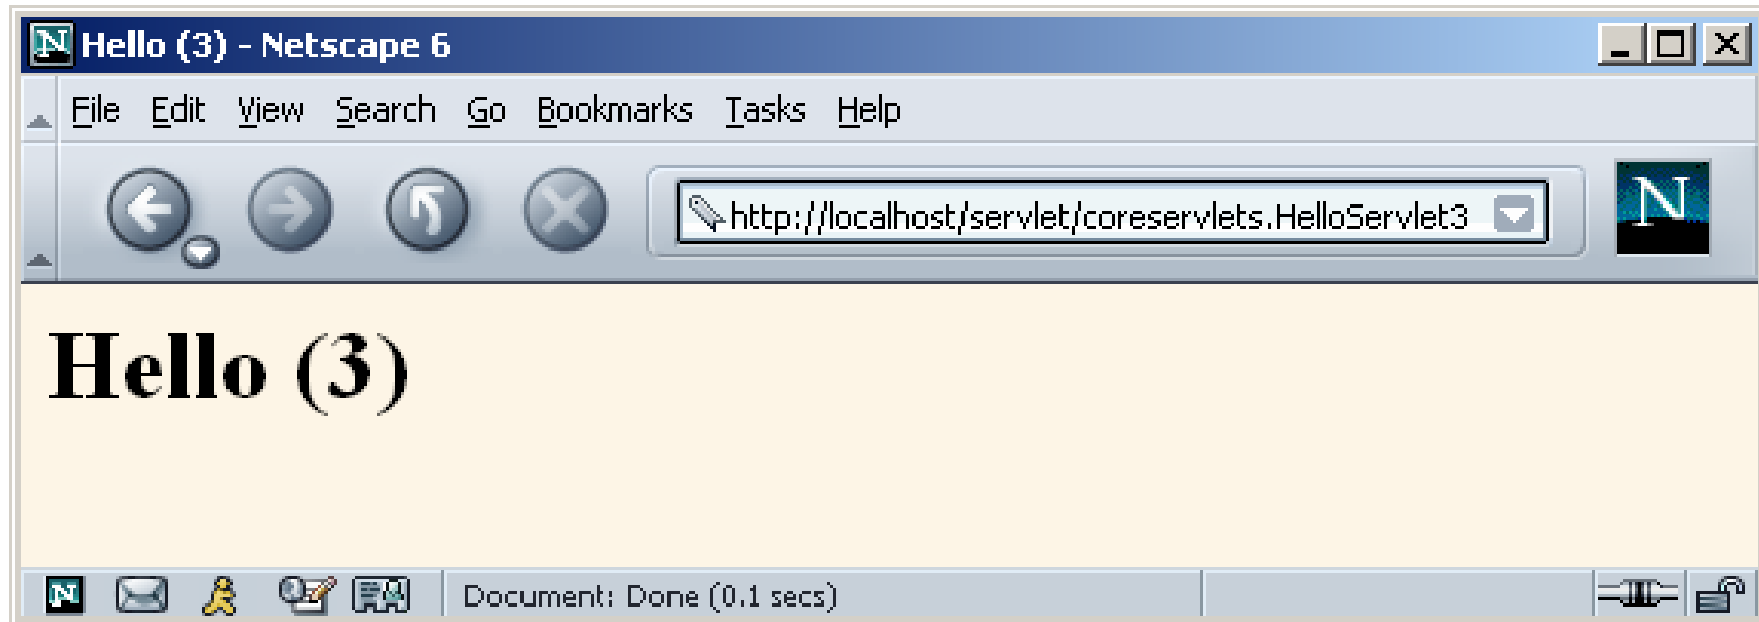 Hello (3) - Netscape 6
File Edit View Search Go Bookmarks Tasks Help
http://localhost/servlet/coreservlets.HelloServlet3
N
Hello (3)
N
Document: Done (0.1 secs)